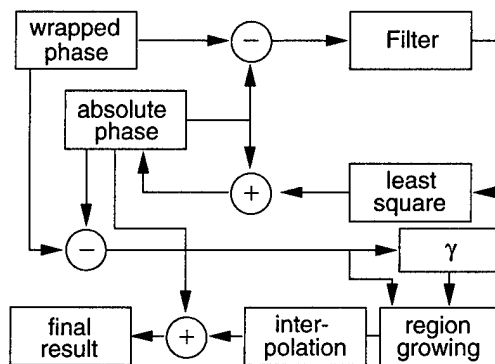 wrapped
phase
−
Filter
absolute
phase
+
least
square
−
γ
final
result
+
inter-
polation
region
growing